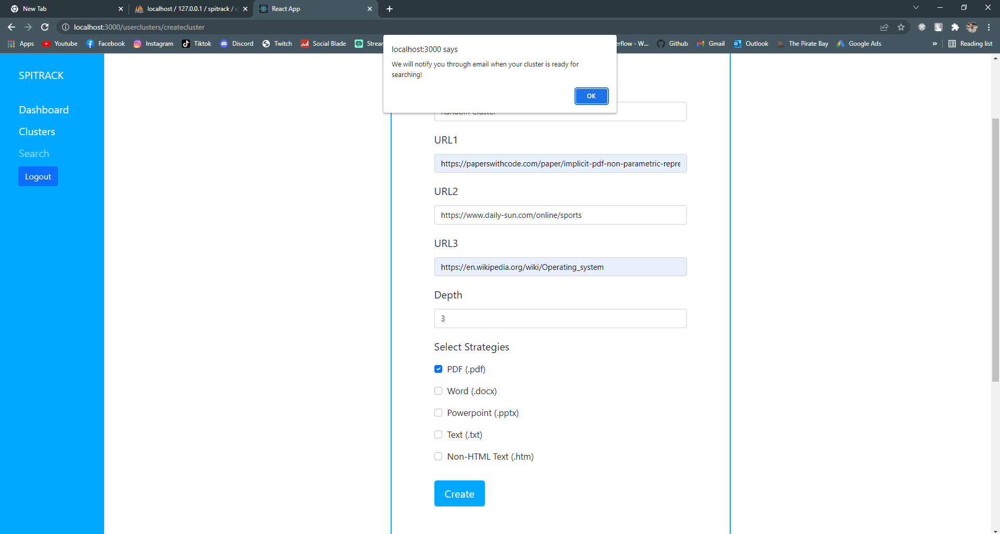 New Tab
localhost / 127.0.0.1 / spitrack / c
React App
localhost:3000/userclusters/createcluster
Apps
Youtube
Facebook
Instagram
Tiktok
Discord
Twitch
Social Blade
Strear
erflow - W...
Github
Gmail
Outlook
The Pirate Bay
Google Ads
»
Reading list
localhost:3000 says
We will notify you through email when your cluster is ready for
searching!
OK
SPITRACK
Dashboard
Clusters
Search
Logout
Random Cluster
URL1
https://paperswithcode.com/paper/implicit-pdf-non-parametric-repre
URL2
https://www.daily-sun.com/online/sports
URL3
https://en.wikipedia.org/wiki/Operating_system
Depth
3
Select Strategies
PDF (.pdf)
Word (.docx)
Powerpoint (.pptx)
Text (.txt)
Non-HTML Text (.htm)
Create